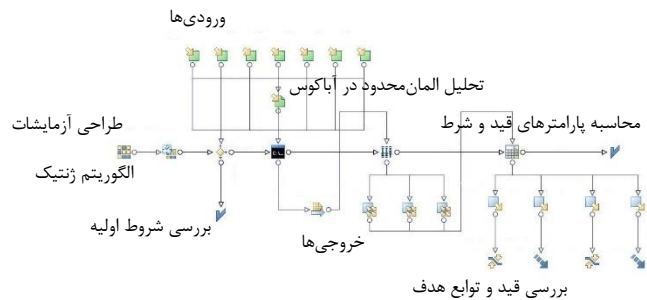 ورودی‌ها
تحلیل المان‌محدود در آباکوس
طراحی آزمایشات
محاسبه پارامترهای قید و شرط
الگوریتم ژنتیک
بررسی شروط اولیه
خروجی‌ها
بررسی قید و توابع هدف